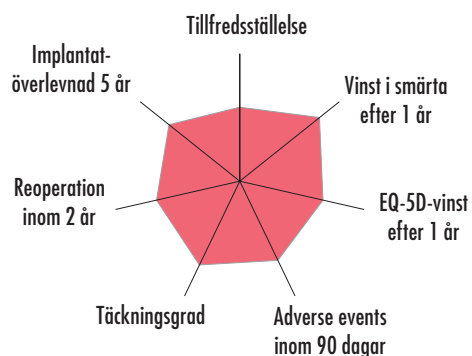 Tillfredsställelse
Implantat-
överlevnad 5 år
Vinst i smärta
efter 1 år
Reoperation
inom 2 år
EQ-5D-vinst
efter 1 år
Täckningsgrad
Adverse events
inom 90 dagar